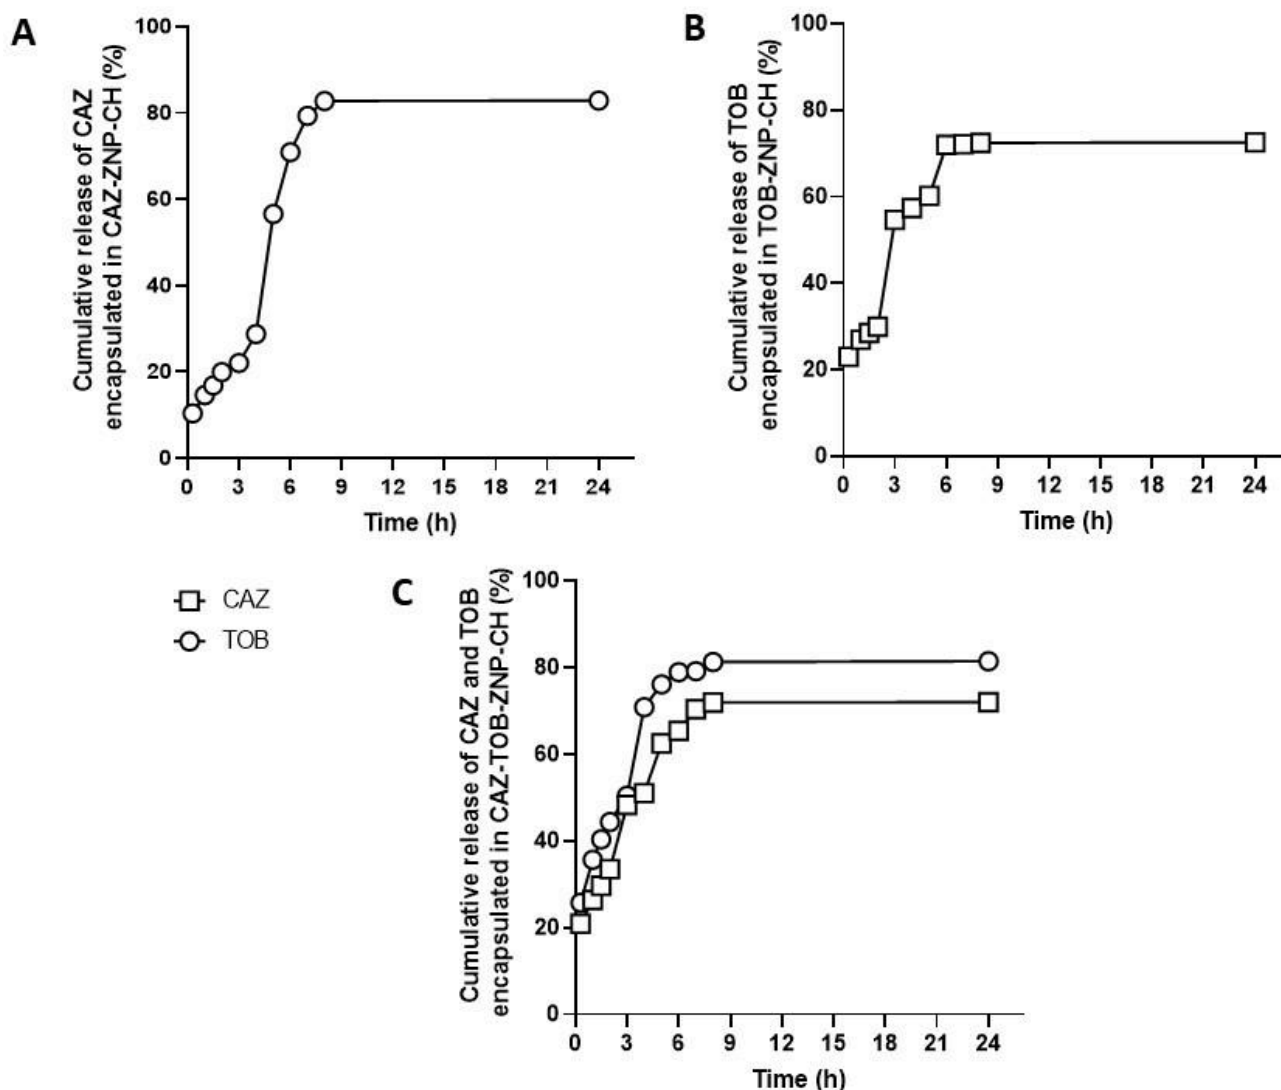 A
Cumulative release of CAZ
encapsulated in CAZ-ZNP-CH (%)
100
80
60
40
20
0
0 3 6 9 12 15 18 21 24
Time (h)
B
Cumulative release of TOB
encapsulated in TOB-ZNP-CH (%)
100
80
60
40
20
0
0 3 6 9 12 15 18 21 24
Time (h)
CAZ
TOB
C
Cumulative release of CAZ and TOB
encapsulated in CAZ-TOB-ZNP-CH (%)
100
80
60
40
20
0
0 3 6 9 12 15 18 21 24
Time (h)